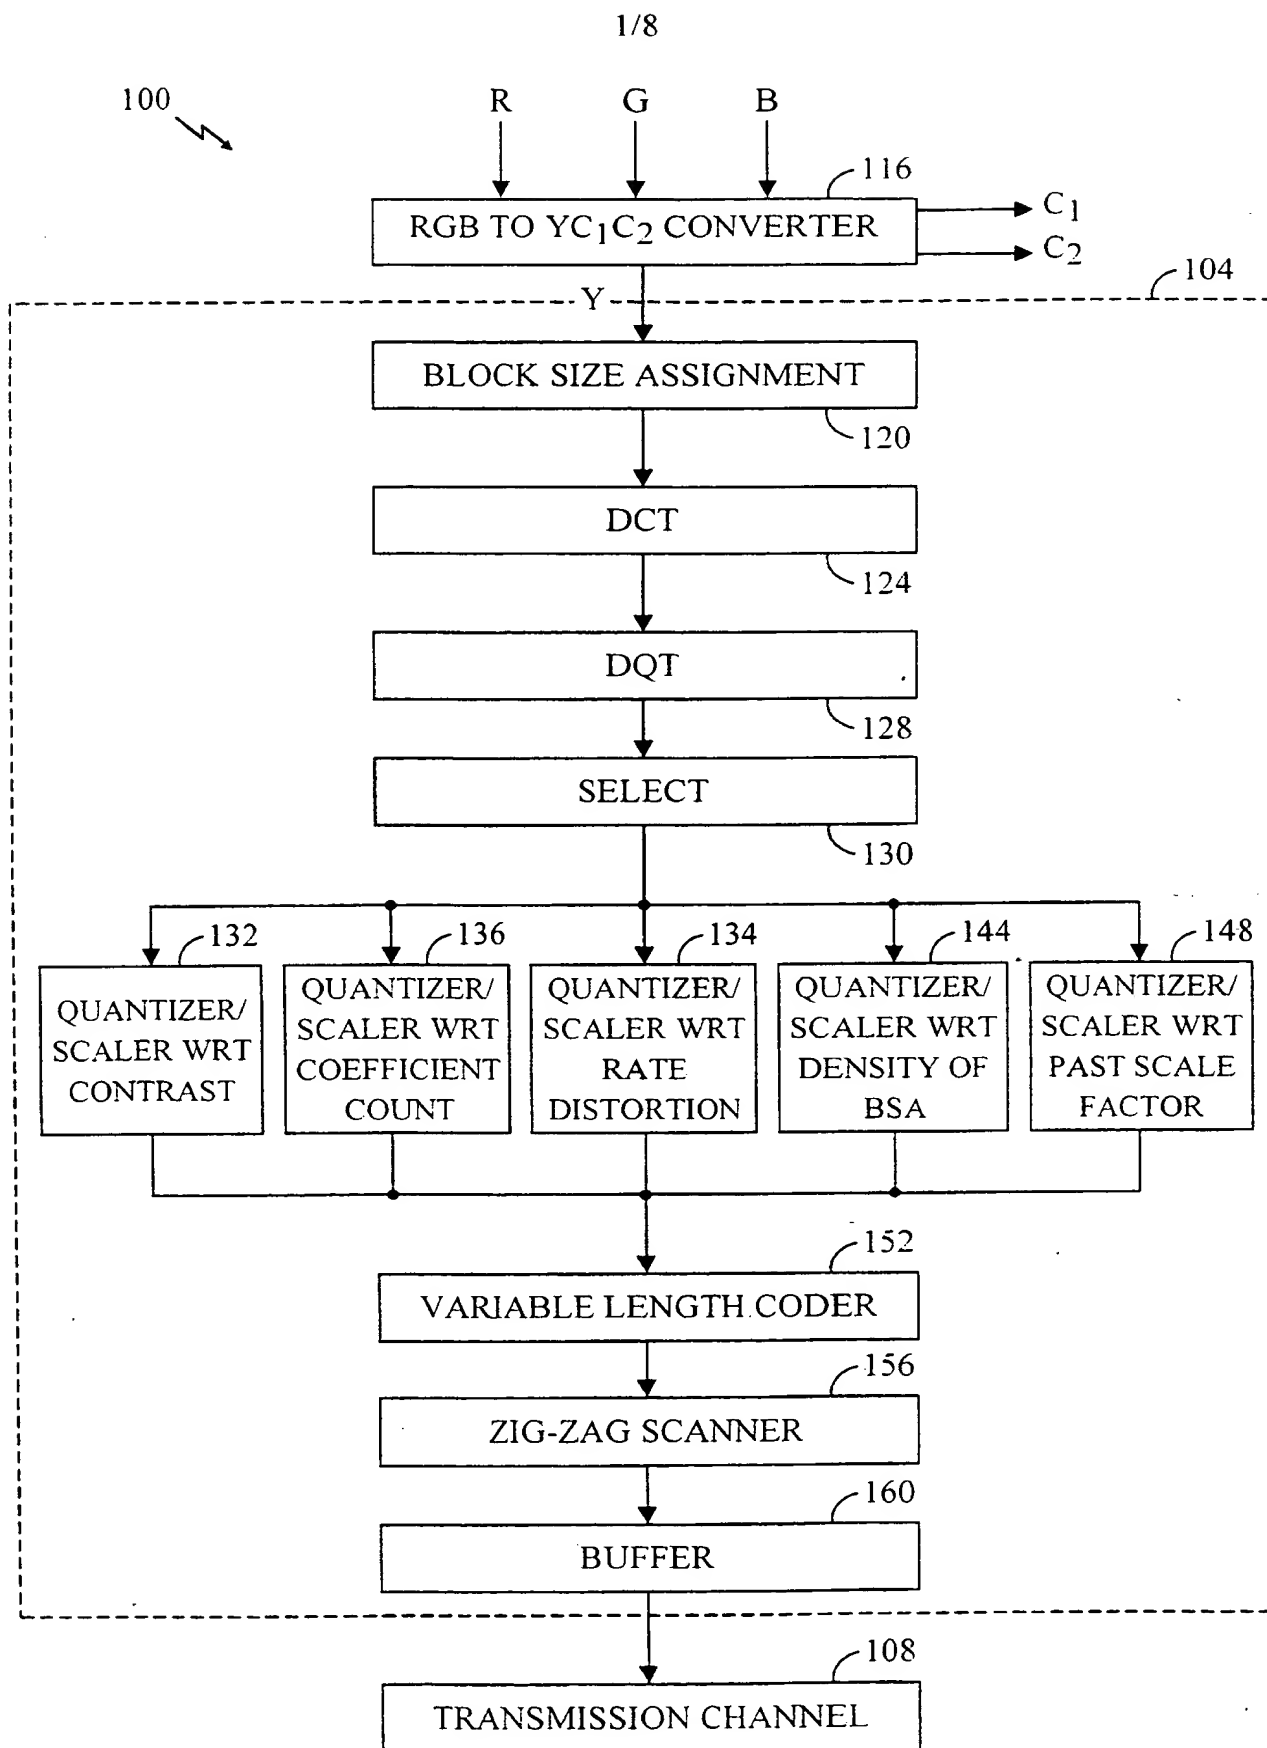 1/8
100
R G B
116
RGB TO YC1C2 CONVERTER
C1
C2
104
Y
BLOCK SIZE ASSIGNMENT
120
DCT
124
DQT
128
SELECT
130
132
QUANTIZER/
SCALER WRT
CONTRAST
136
QUANTIZER/
SCALER WRT
COEFFICIENT
COUNT
134
QUANTIZER/
SCALER WRT
RATE
DISTORTION
144
QUANTIZER/
SCALER WRT
DENSITY OF
BSA
148
QUANTIZER/
SCALER WRT
PAST SCALE
FACTOR
152
VARIABLE LENGTH CODER
156
ZIG-ZAG SCANNER
160
BUFFER
108
TRANSMISSION CHANNEL